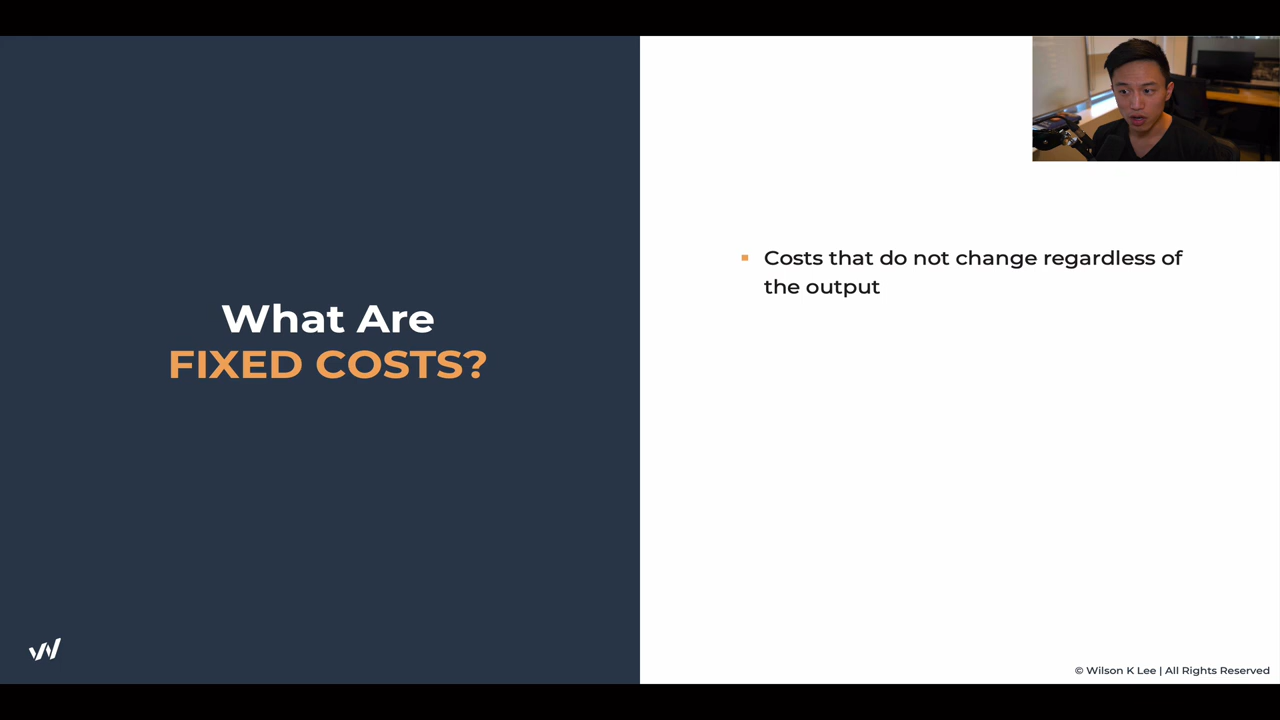 What Are
FIXED COSTS?
Costs that do not change regardless of
the output
© Wilson K Lee | All Rights Reserved